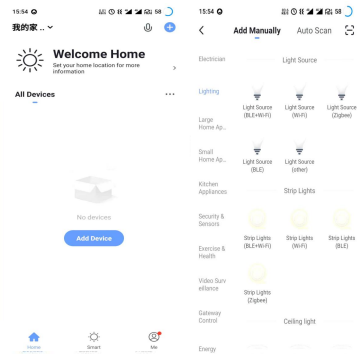 15:54
58
我的家 .. 
Welcome Home
Set your home location for more
information
All Devices
No devices
Add Device
Home
Smart
Me
15:54
58
Add Manually
Auto Scan
Electrician
Lighting
Large
Home Ap..
Small
Home Ap..
Kitchen
Appliances
Security &
Sensors
Exercise &
Health
Video Surv
eillance
Gateway
Control
Energy
Light Source
Light Source
(BLE+Wi-Fi)
Light Source
(Wi-Fi)
Light Source
(Zigbee)
Light Source
(BLE)
Light Source
(other)
Strip Lights
Strip Lights
(BLE+Wi-Fi)
Strip Lights
(Wi-Fi)
Strip Lights
(BLE)
Strip Lights
(Zigbee)
Ceiling light